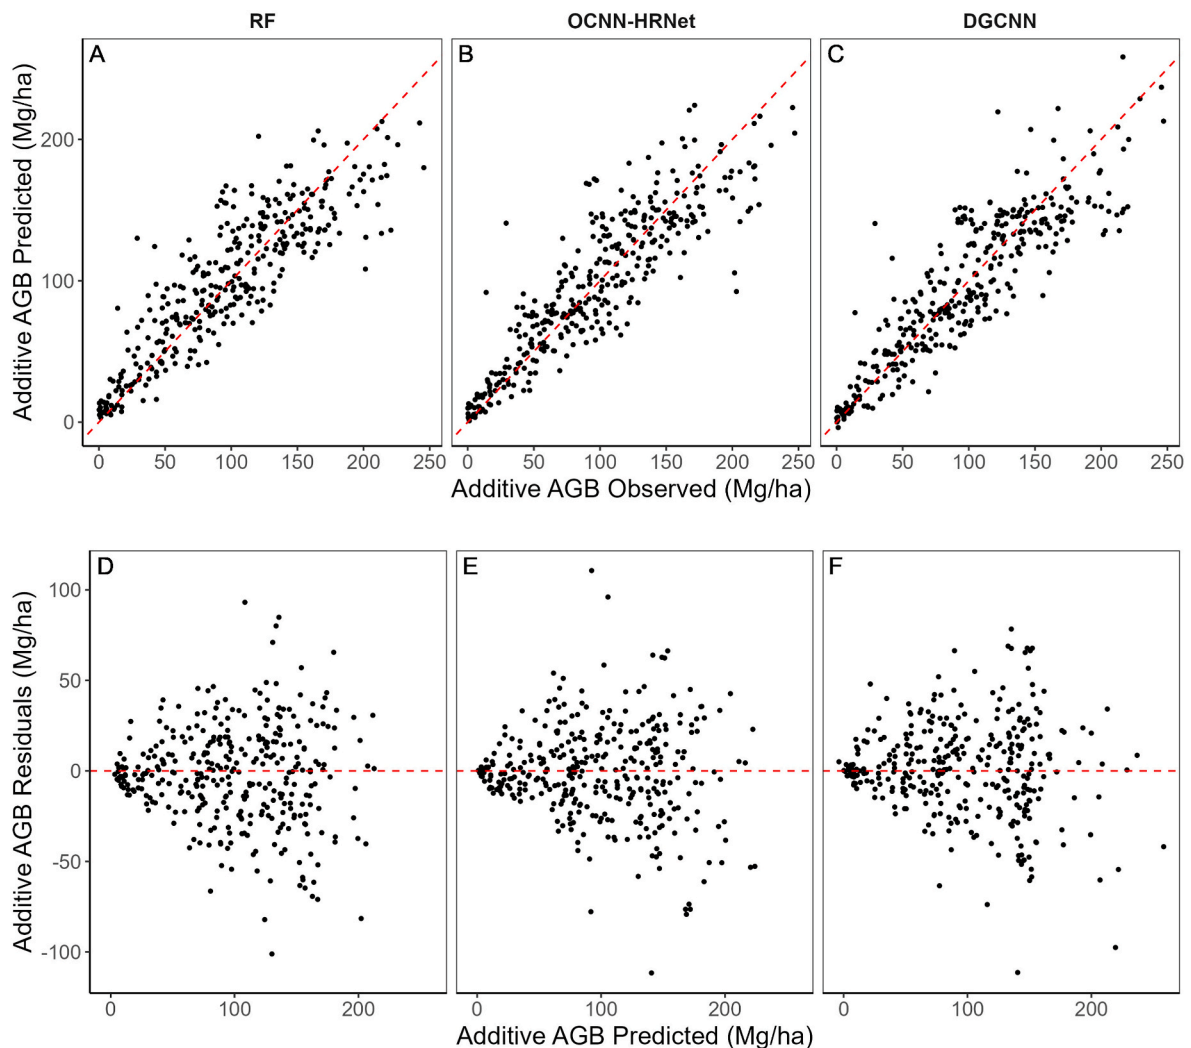 RF OCNN-HRNet DGCNN
A B C
Additive AGB Predicted (Mg/ha)
200
100
0
0 50 100 150 200 250 0 50 100 150 200 250 0 50 100 150 200 250
Additive AGB Observed (Mg/ha)
D E F
Additive AGB Residuals (Mg/ha)
100
50
0
-50
-100
0 100 200 0 100 200 0 100 200
Additive AGB Predicted (Mg/ha)